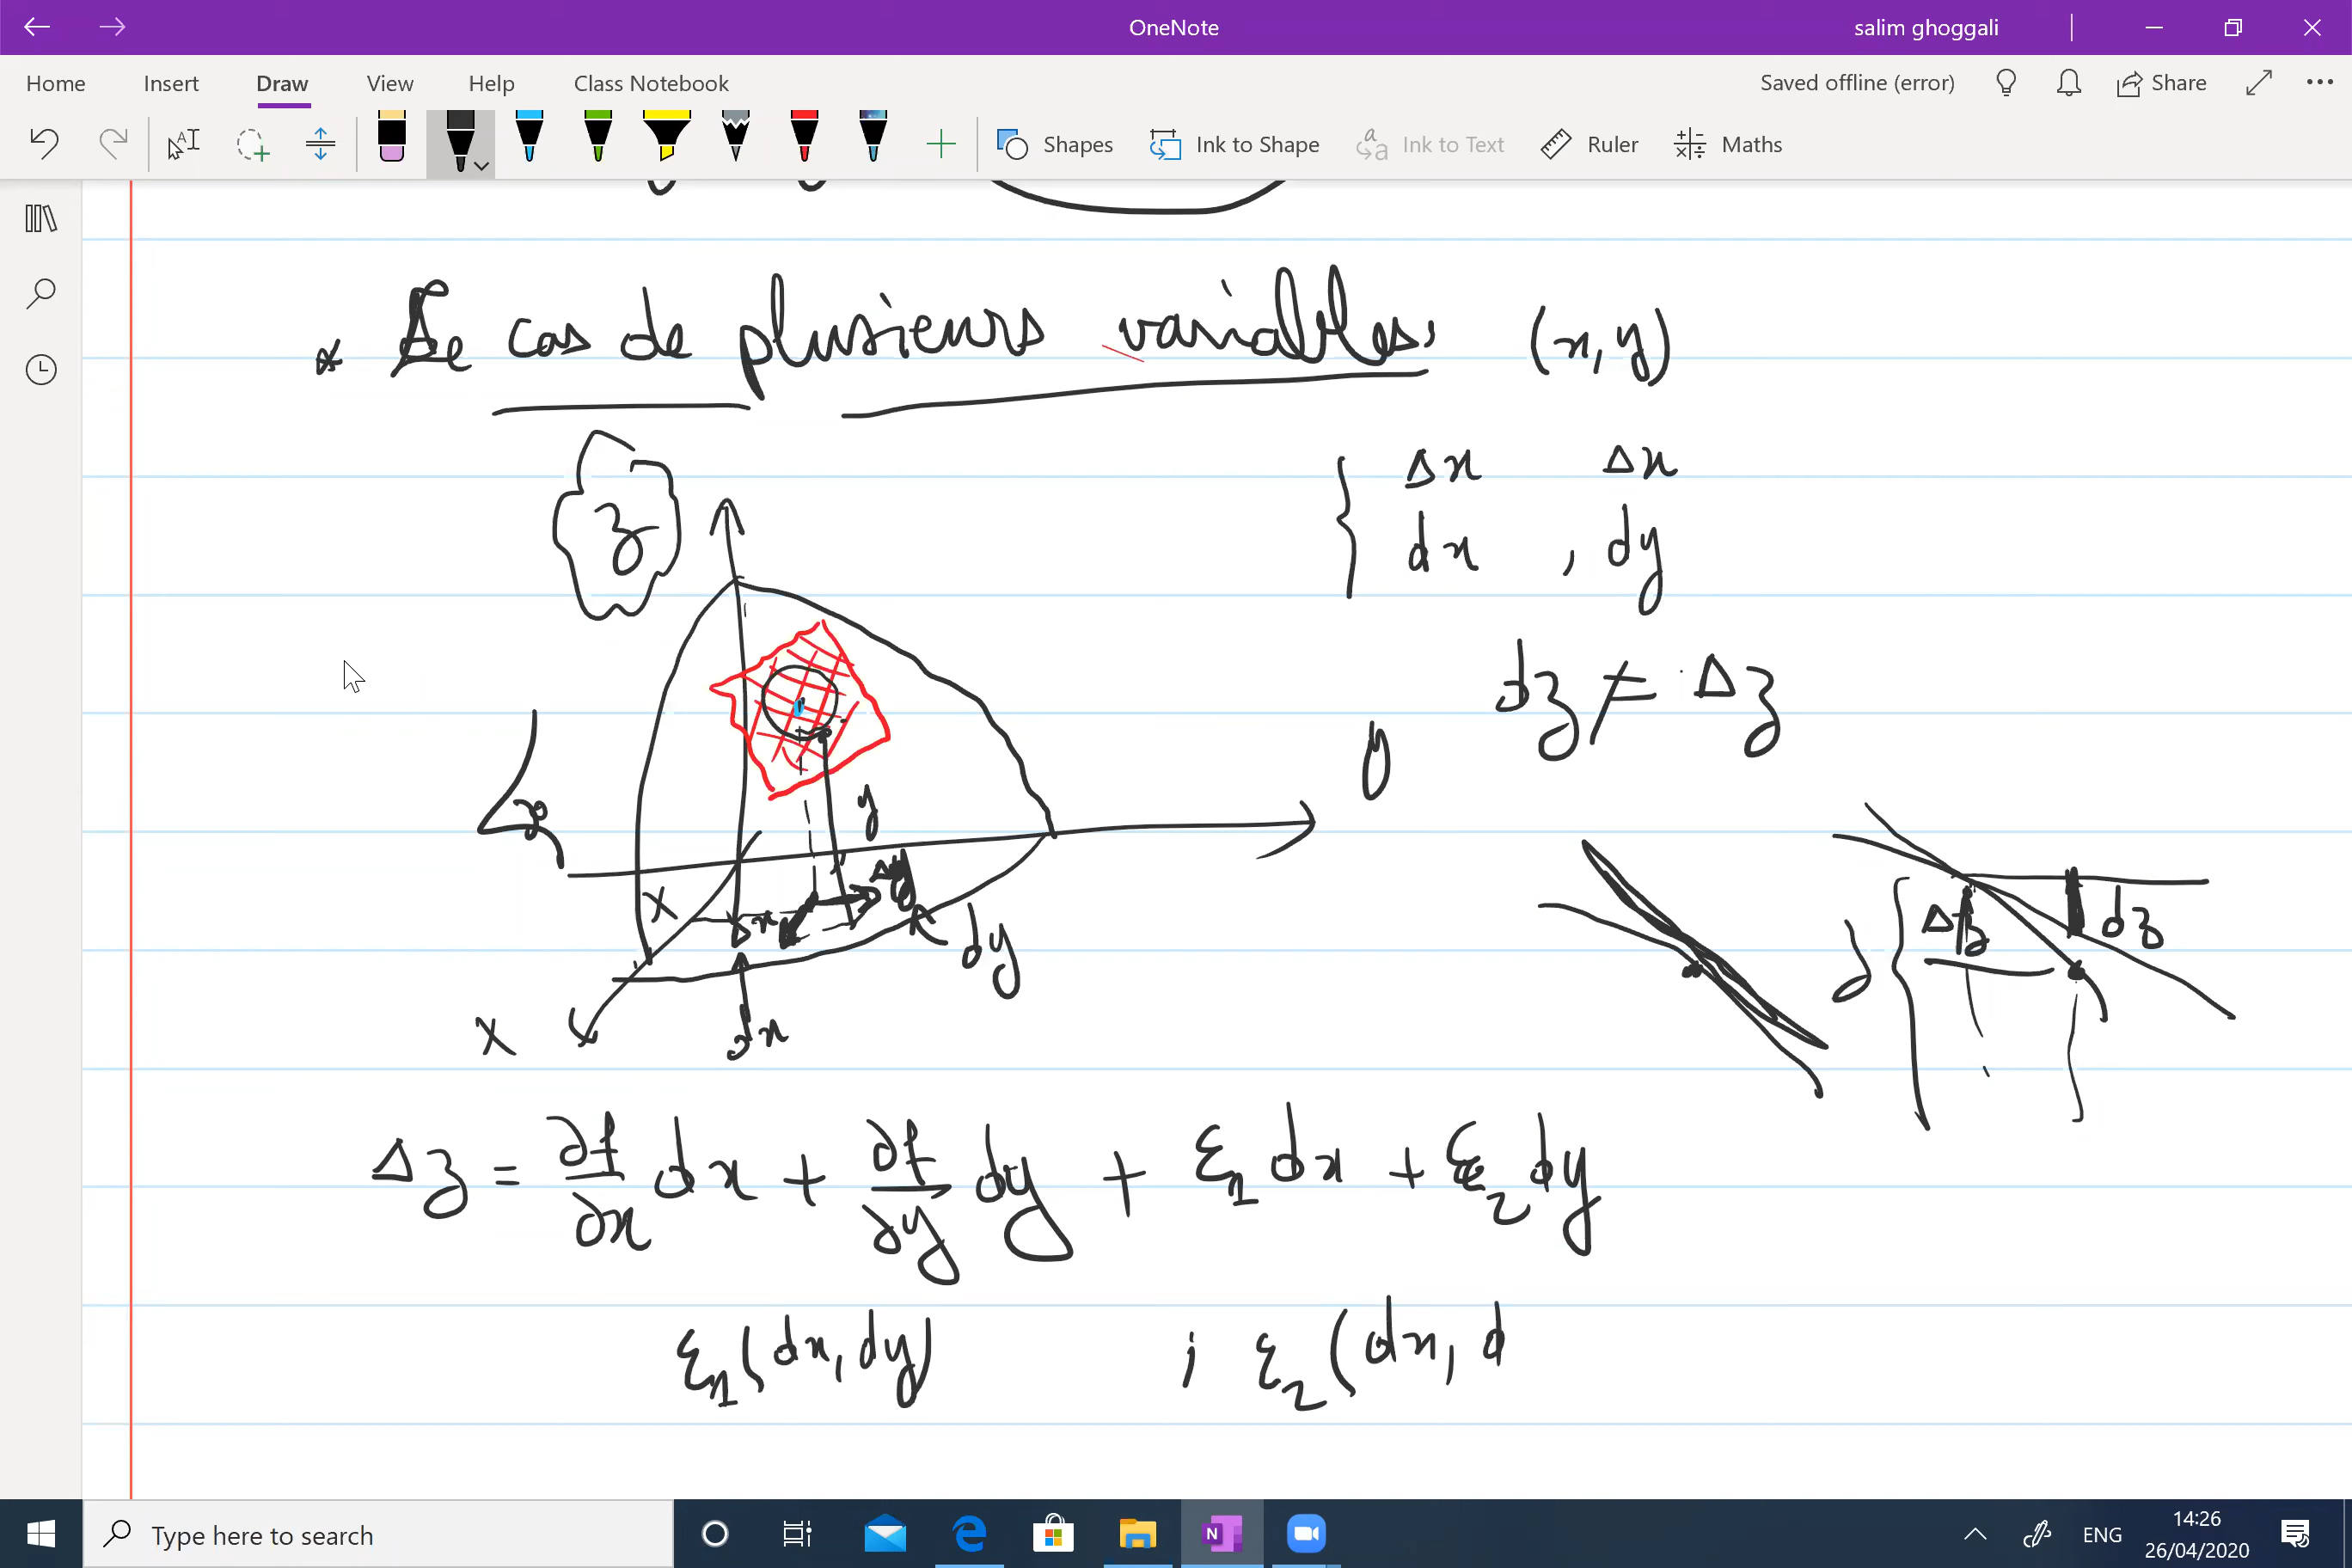 OneNote
salim ghoggali
Home Insert Draw View Help Class Notebook
Saved offline (error) Share
Shapes Ink to Shape Ink to Text Ruler Maths
* Le cas de plusieurs variables (x,y)
z
Δx Δx
dx , dy
dz ≠ Δz
y
y
Δy
x
Δx
dy
dx
x
Δz
dz
Δz = ∂f/∂x dx + ∂f/∂y dy + ε1 dx + ε2 dy
ε1(dx,dy) ; ε2(dx, d
Type here to search
ENG
14:26
26/04/2020